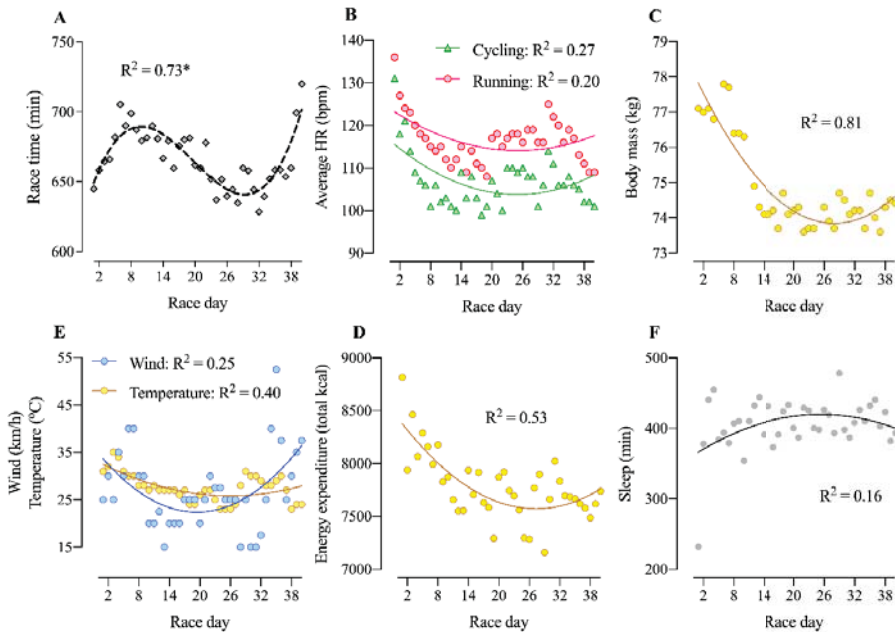 A
R² = 0.73*
Race time (min)
750
700
650
600
2 8 14 20 26 32 38
Race day
B
Cycling: R² = 0.27
Running: R² = 0.20
Average HR (bpm)
140
130
120
110
100
90
2 8 14 20 26 32 38
Race day
C
R² = 0.81
Body mass (kg)
79
78
77
76
75
74
73
2 8 14 20 26 32 38
Race day
E
Wind: R² = 0.25
Temperature: R² = 0.40
Wind (km/h)
Temperature (ºC)
55
45
35
25
15
2 8 14 20 26 32 38
Race day
D
R² = 0.53
Energy expenditure (total kcal)
9000
8500
8000
7500
7000
2 8 14 20 26 32 38
Race day
F
R² = 0.16
Sleep (min)
500
400
300
200
2 8 14 20 26 32 38
Race day